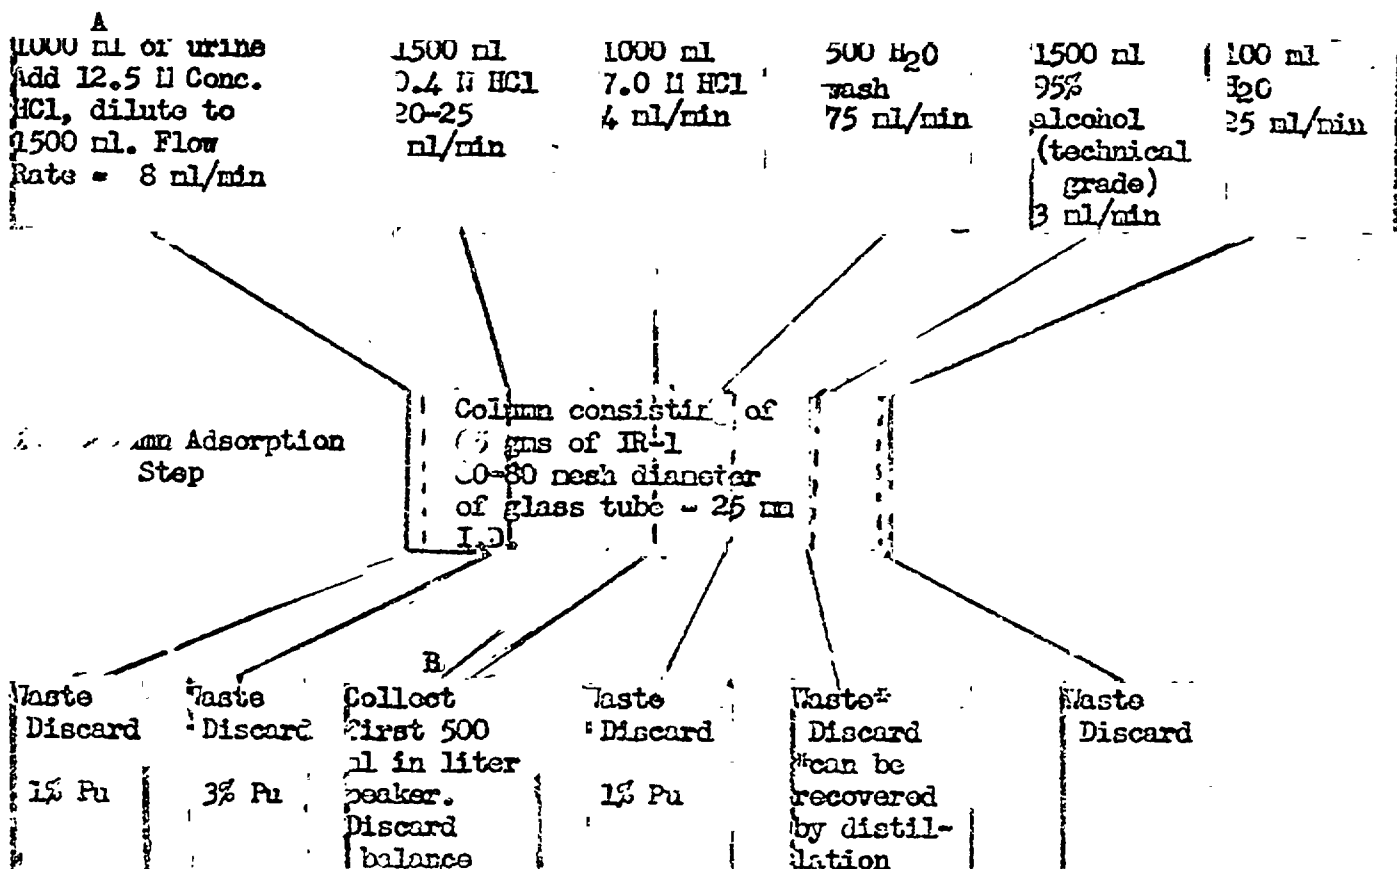 A
1000 ml of urine
Add 12.5 N Conc.
HCl, dilute to
1500 ml. Flow
Rate = 8 ml/min
1500 ml
0.4 N HCl
20-25
ml/min
1000 ml
7.0 N HCl
4 ml/min
500 H2O
wash
75 ml/min
1500 ml
95%
alcohol
(technical
grade)
3 ml/min
100 ml
H2O
25 ml/min
Adsorption
Step
Column consisting of
gms of IR-1
mesh diameter
of glass tube - 25 mm
I.D.
Waste
Discard
1% Pu
Waste
Discard
3% Pu
B
Collect
first 500
ml in liter
beaker.
Discard
balance
Waste
Discard
1% Pu
Waste*
Discard
*can be
recovered
by distil-
lation
Waste
Discard